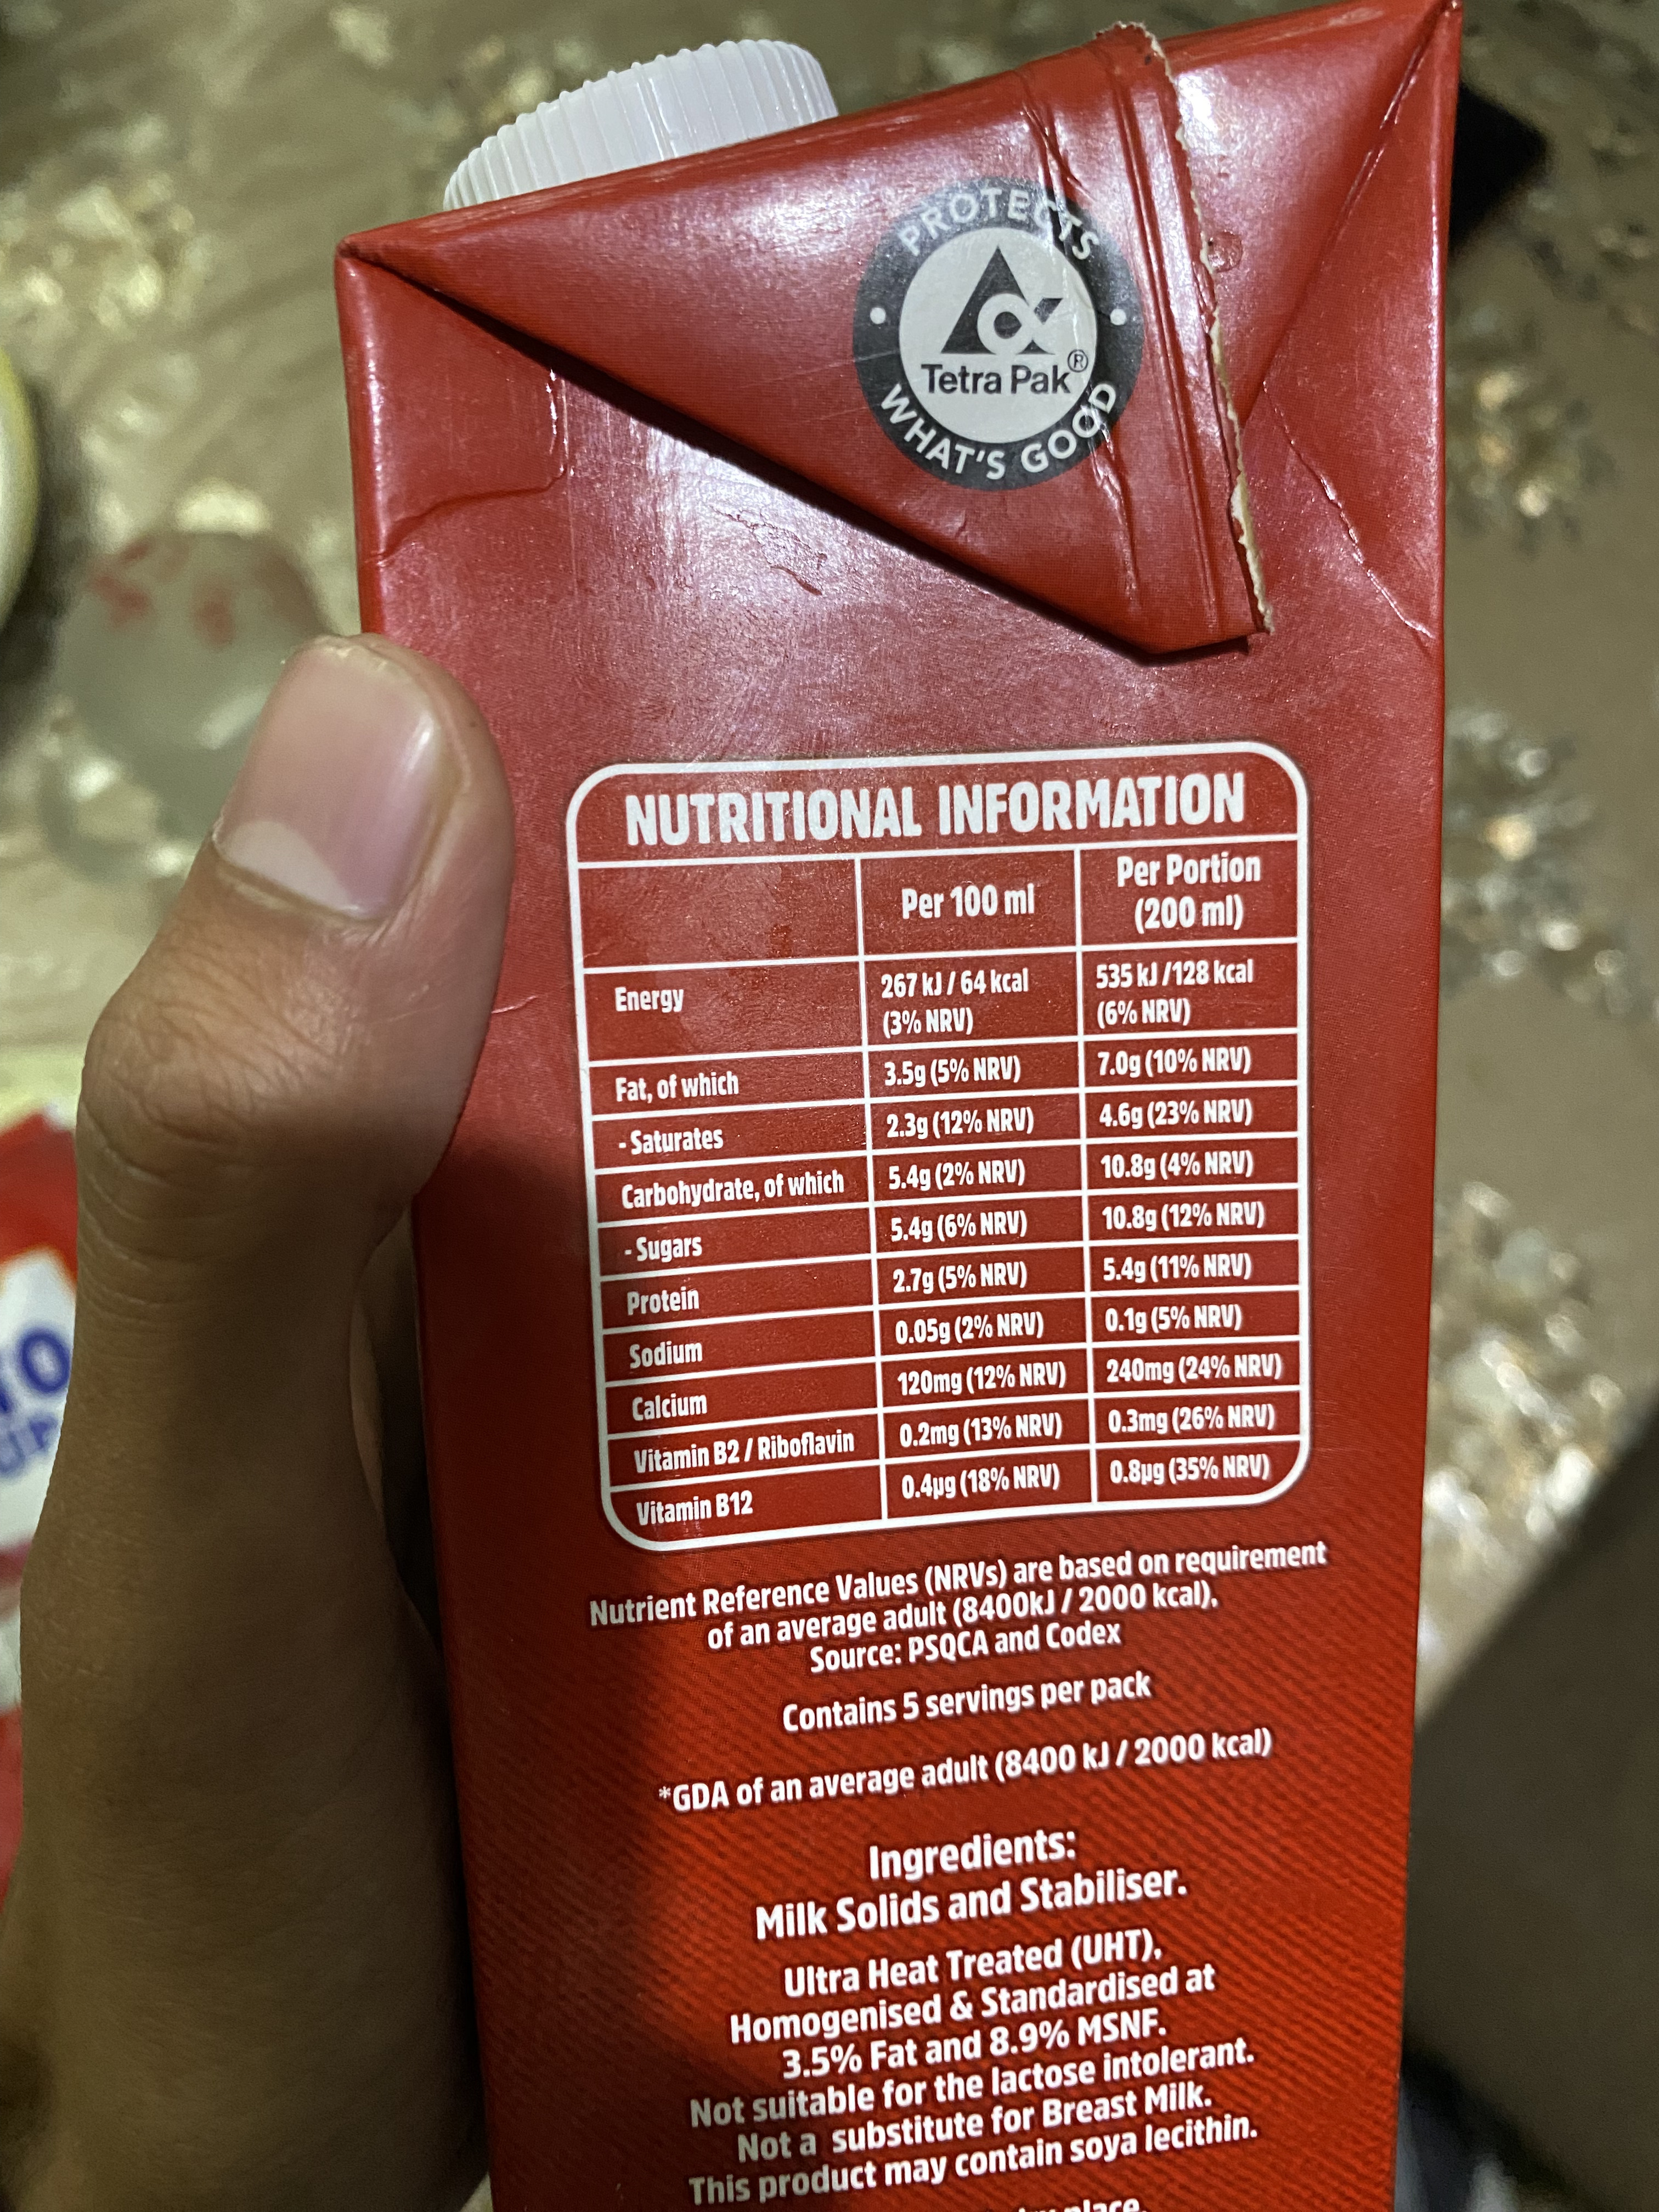 PROTECTS
Tetra Pak®
WHAT'S GOOD
NUTRITIONAL INFORMATION
Per 100 ml Per Portion (200 ml)
Energy 267 kJ / 64 kcal (3% NRV) 535 kJ /128 kcal (6% NRV)
Fat, of which 3.5g (5% NRV) 7.0g (10% NRV)
- Saturates 2.3g (12% NRV) 4.6g (23% NRV)
Carbohydrate, of which 5.4g (2% NRV) 10.8g (4% NRV)
- Sugars 5.4g (6% NRV) 10.8g (12% NRV)
Protein 2.7g (5% NRV) 5.4g (11% NRV)
Sodium 0.05g (2% NRV) 0.1g (5% NRV)
Calcium 120mg (12% NRV) 240mg (24% NRV)
Vitamin B2 / Riboflavin 0.2mg (13% NRV) 0.3mg (26% NRV)
Vitamin B12 0.4µg (18% NRV) 0.8µg (35% NRV)
Nutrient Reference Values (NRVs) are based on requirement
of an average adult (8400kJ / 2000 kcal).
Source: PSQCA and Codex
Contains 5 servings per pack
*GDA of an average adult (8400 kJ / 2000 kcal)
Ingredients:
Milk Solids and Stabiliser.
Ultra Heat Treated (UHT).
Homogenised & Standardised at
3.5% Fat and 8.9% MSNF.
Not suitable for the lactose intolerant.
Not a substitute for Breast Milk.
This product may contain soya lecithin.
place.